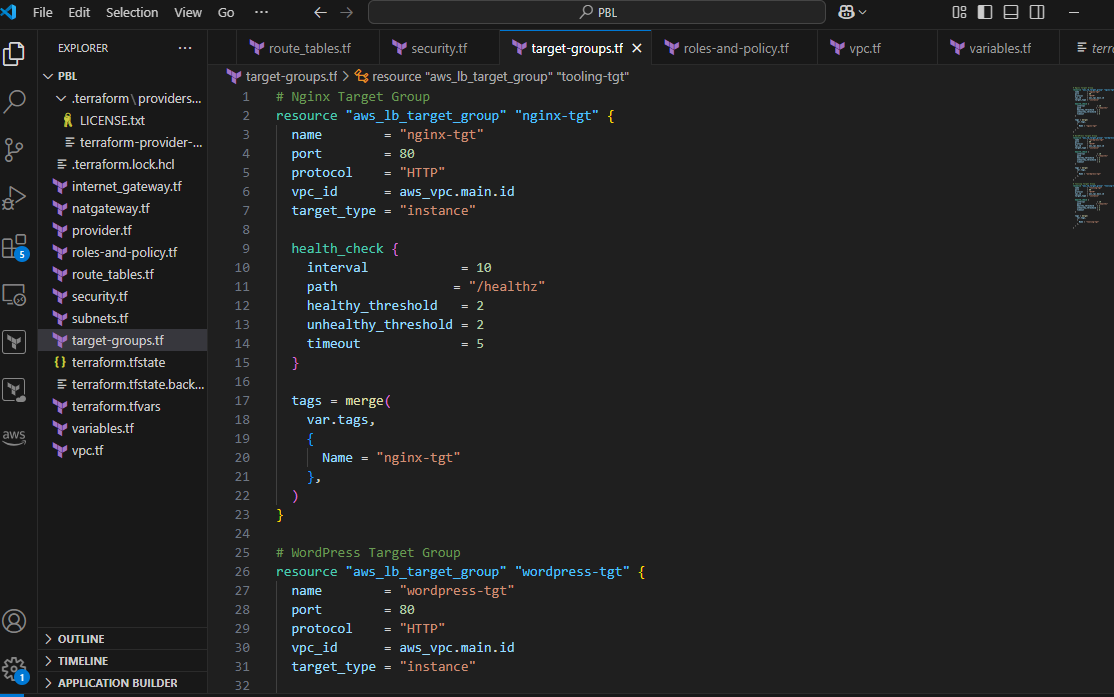 File Edit Selection View Go ··· PBL
EXPLORER ···
route_tables.tf security.tf target-groups.tf roles-and-policy.tf vpc.tf variables.tf terr
PBL
.terraform\providers...
LICENSE.txt
terraform-provider-...
.terraform.lock.hcl
internet_gateway.tf
natgateway.tf
provider.tf
roles-and-policy.tf
route_tables.tf
security.tf
subnets.tf
target-groups.tf
terraform.tfstate
terraform.tfstate.back...
terraform.tfvars
variables.tf
vpc.tf
OUTLINE
TIMELINE
APPLICATION BUILDER
5
aws
1
target-groups.tf > resource "aws_lb_target_group" "tooling-tgt"
1 # Nginx Target Group
2 resource "aws_lb_target_group" "nginx-tgt" {
3 name = "nginx-tgt"
4 port = 80
5 protocol = "HTTP"
6 vpc_id = aws_vpc.main.id
7 target_type = "instance"
8
9 health_check {
10 interval = 10
11 path = "/healthz"
12 healthy_threshold = 2
13 unhealthy_threshold = 2
14 timeout = 5
15 }
16
17 tags = merge(
18 var.tags,
19 {
20 Name = "nginx-tgt"
21 },
22 )
23 }
24
25 # WordPress Target Group
26 resource "aws_lb_target_group" "wordpress-tgt" {
27 name = "wordpress-tgt"
28 port = 80
29 protocol = "HTTP"
30 vpc_id = aws_vpc.main.id
31 target_type = "instance"
32